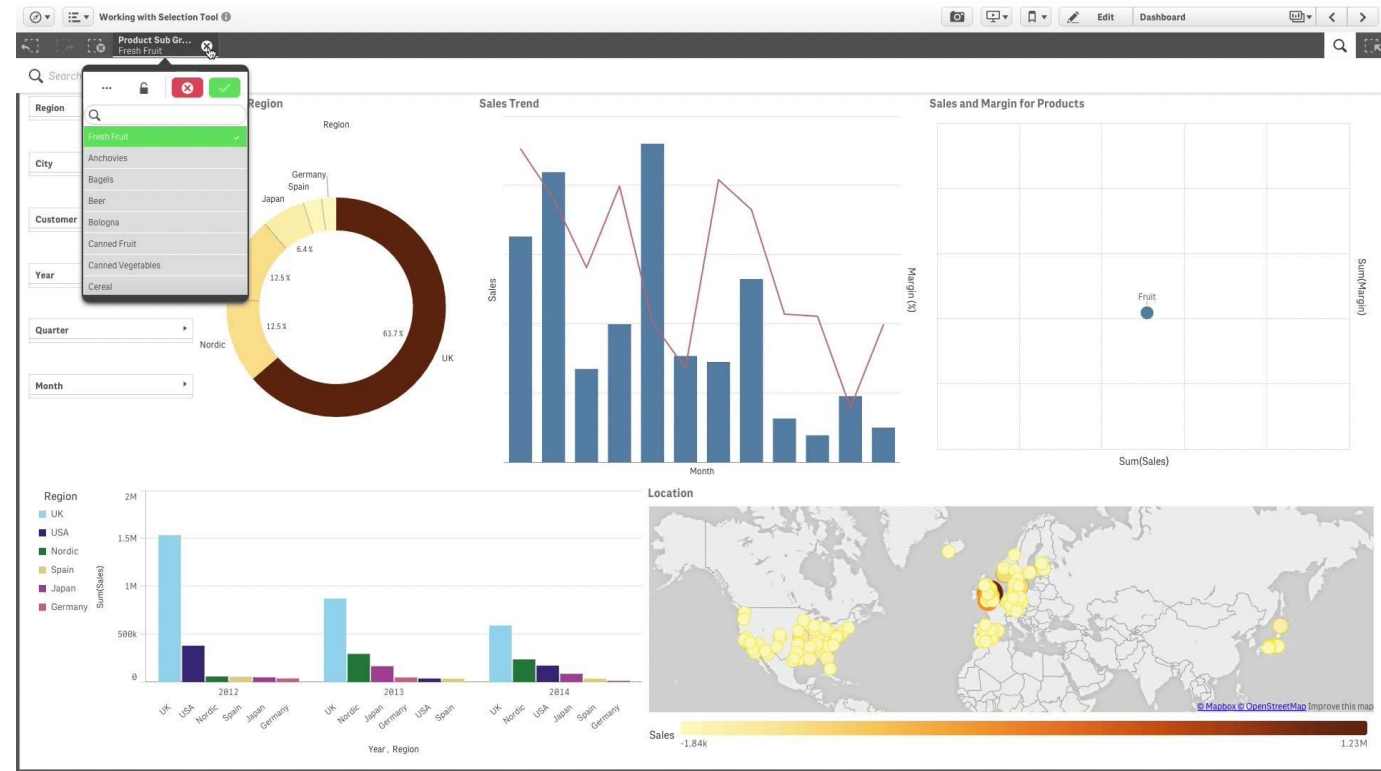 Working with Selection Tool
Edit
Dashboard
Product Sub Gr...
Fresh Fruit
Search
Region
City
Customer
Year
Quarter
Month
...
Fresh Fruit
Anchovies
Bagels
Beer
Bologna
Canned Fruit
Canned Vegetables
Cereal
Region
Region
Germany
Spain
Japan
6.4 %
12.5 %
12.5 %
63.7 %
Nordic
UK
Sales Trend
Sales
Margin (%)
Month
Sales and Margin for Products
Fruit
Sum(Margin)
Sum(Sales)
Region
UK
USA
Nordic
Spain
Japan
Germany
Sum(Sales)
2M
1.5M
1M
500k
0
2012
2013
2014
UK USA Nordic Spain Japan Germany
UK Nordic Japan Germany USA Spain
UK Nordic USA Japan Spain Germany
Year , Region
Location
© Mapbox © OpenStreetMap Improve this map
Sales
-1.84k
1.23M